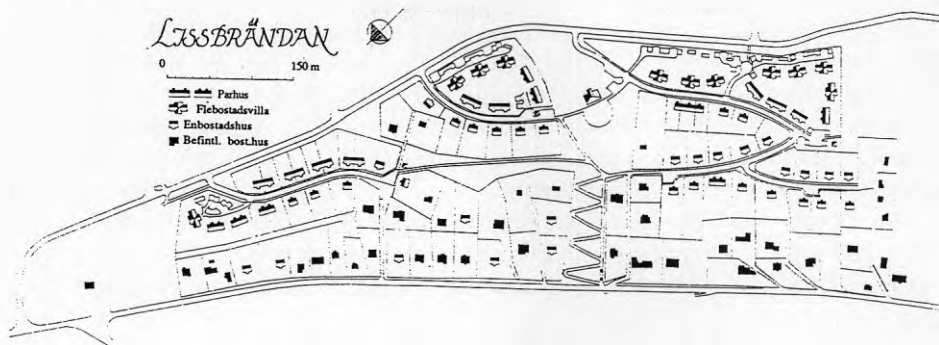 LISSBRÄNDAN
0 150 m
Parhus
Flebostadsvilla
Enbostadshus
Befintl. bost.hus